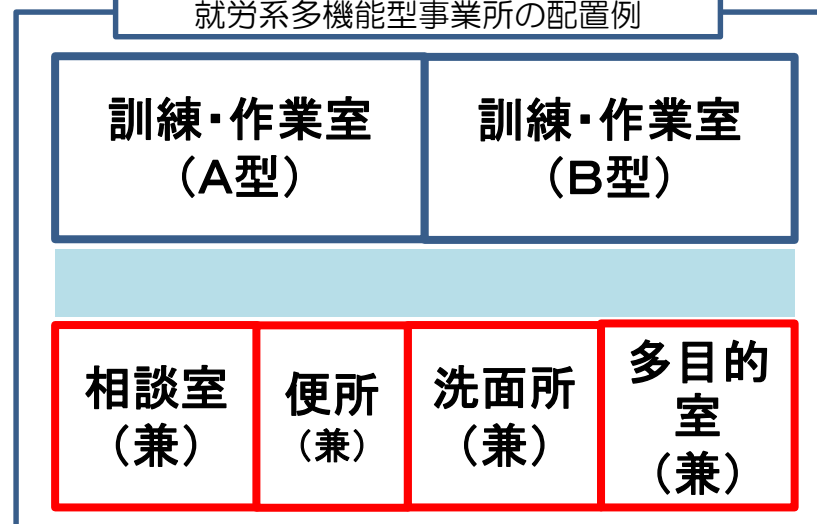 就労系多機能型事業所の配置例
訓練・作業室
（A型）
訓練・作業室
（B型）
相談室
（兼）
便所
（兼）
洗面所
（兼）
多目的
室
（兼）